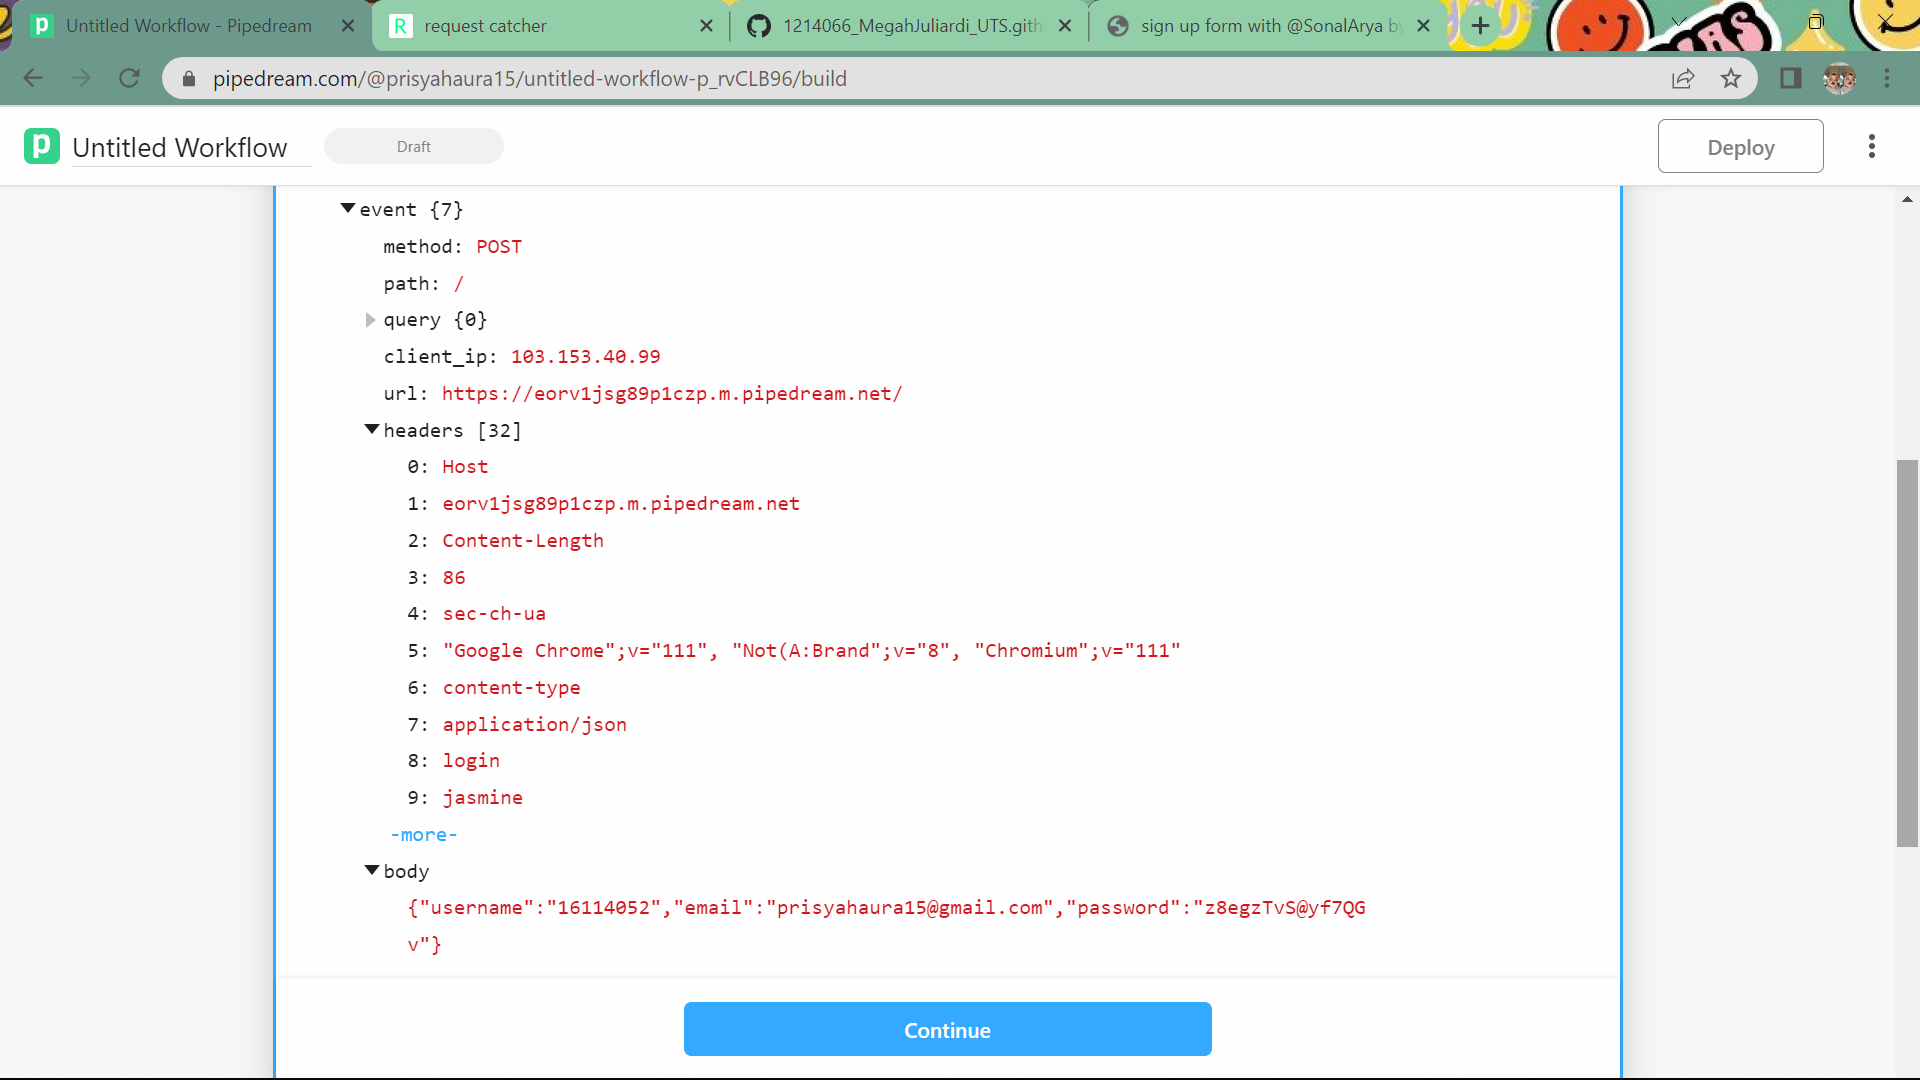 Untitled Workflow - Pipedream
request catcher
1214066_MegahJuliardi_UTS.gith
sign up form with @SonalArya by
pipedream.com/@prisyahaura15/untitled-workflow-p_rvCLB96/build
Untitled Workflow
Draft
Deploy
event {7}
method: POST
path: /
query {0}
client_ip: 103.153.40.99
url: https://eorv1jsg89p1czp.m.pipedream.net/
headers [32]
0: Host
1: eorv1jsg89p1czp.m.pipedream.net
2: Content-Length
3: 86
4: sec-ch-ua
5: "Google Chrome";v="111", "Not(A:Brand";v="8", "Chromium";v="111"
6: content-type
7: application/json
8: login
9: jasmine
-more-
body
{"username":"16114052","email":"prisyahaura15@gmail.com","password":"z8egzTvS@yf7QG
v"}
Continue